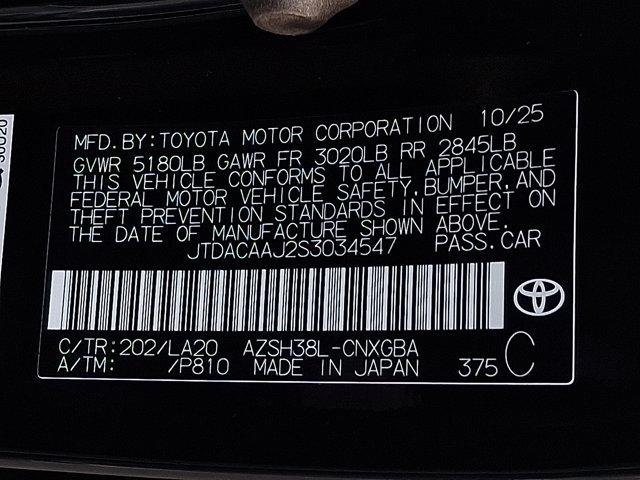 MFD.BY:TOYOTA MOTOR CORPORATION 10/25
GVWR 5180LB GAWR FR 3020LB RR 2845LB
THIS VEHICLE CONFORMS TO ALL APPLICABLE
FEDERAL MOTOR VEHICLE SAFETY,BUMPER,AND
THEFT PREVENTION STANDARDS IN EFFECT ON
THE DATE OF MANUFACTURE SHOWN ABOVE.
JTDACAAJ2S3034547 PASS.CAR
C/TR:202/LA20 AZSH38L-CNXGBA
A/TM: /P810 MADE IN JAPAN 375 C